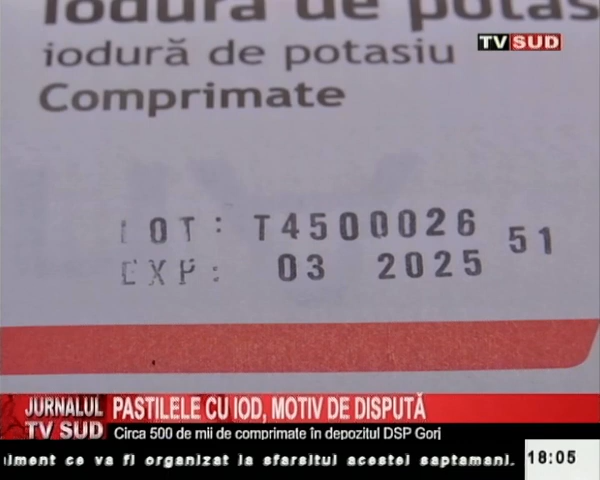 Iodură de potas
iodură de potasiu
Comprimate
TV SUD
LOT: T4500026 51
EXP: 03 2025
JURNALUL TV SUD
PASTILELE CU IOD, MOTIV DE DISPUTĂ
Circa 500 de mii de comprimate în depozitul DSP Gorj
iment ce va fi organizat la sfarsitul acestei saptamani.
18:05